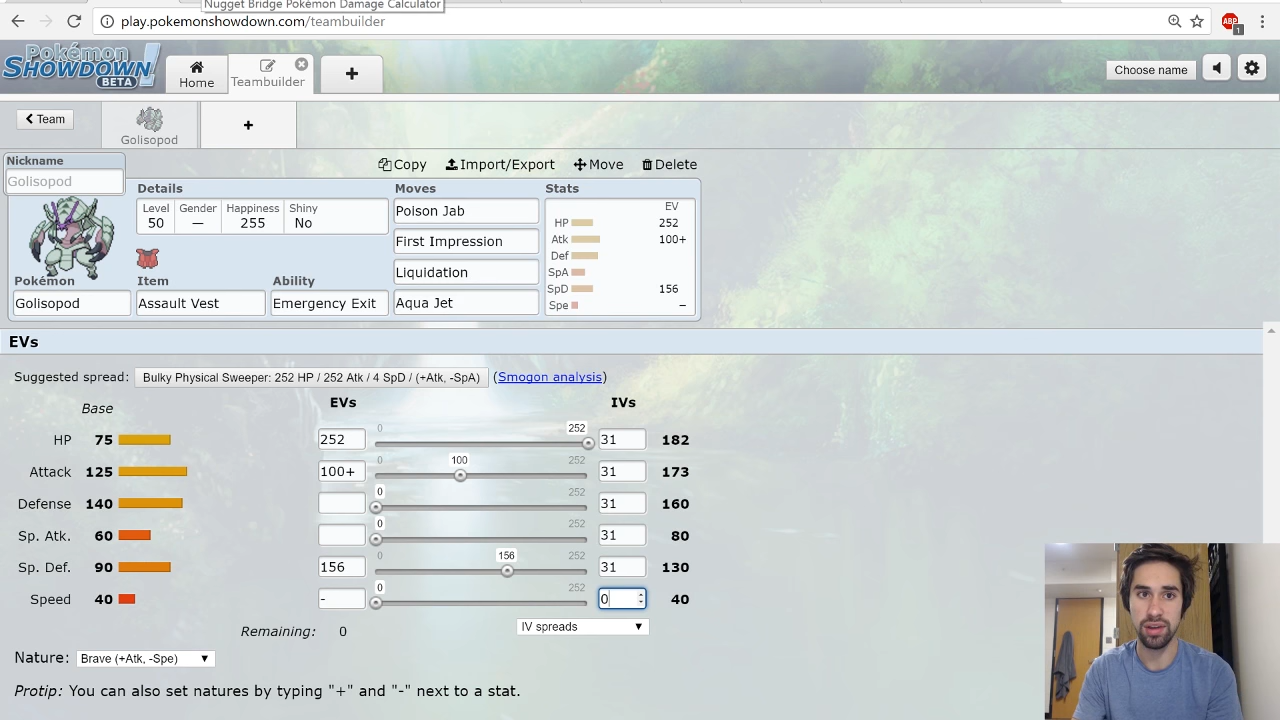 Nugget Bridge Pokémon Damage Calculator
play.pokemonshowdown.com/teambuilder
ABP
1
Pokémon
SHOWDOWN!
BETA
Home
Teambuilder
+
Choose name
Team
Golisopod
+
Nickname
Golisopod
Copy
Import/Export
Move
Delete
Details
Moves
Stats
Level
Gender
Happiness
Shiny
50
—
255
No
Poison Jab
First Impression
Liquidation
Aqua Jet
EV
HP 252
Atk 100+
Def
SpA
SpD 156
Spe –
Pokémon
Item
Ability
Golisopod
Assault Vest
Emergency Exit
EVs
Suggested spread: Bulky Physical Sweeper: 252 HP / 252 Atk / 4 SpD / (+Atk, -SpA) (Smogon analysis)
Base EVs IVs
HP 75 252 0 252 252 31 182
Attack 125 100+ 0 100 252 31 173
Defense 140 0 252 31 160
Sp. Atk. 60 0 252 31 80
Sp. Def. 90 156 0 156 252 31 130
Speed 40 - 0 252 0 40
Remaining: 0
IV spreads
Nature: Brave (+Atk, -Spe)
Protip: You can also set natures by typing "+" and "-" next to a stat.